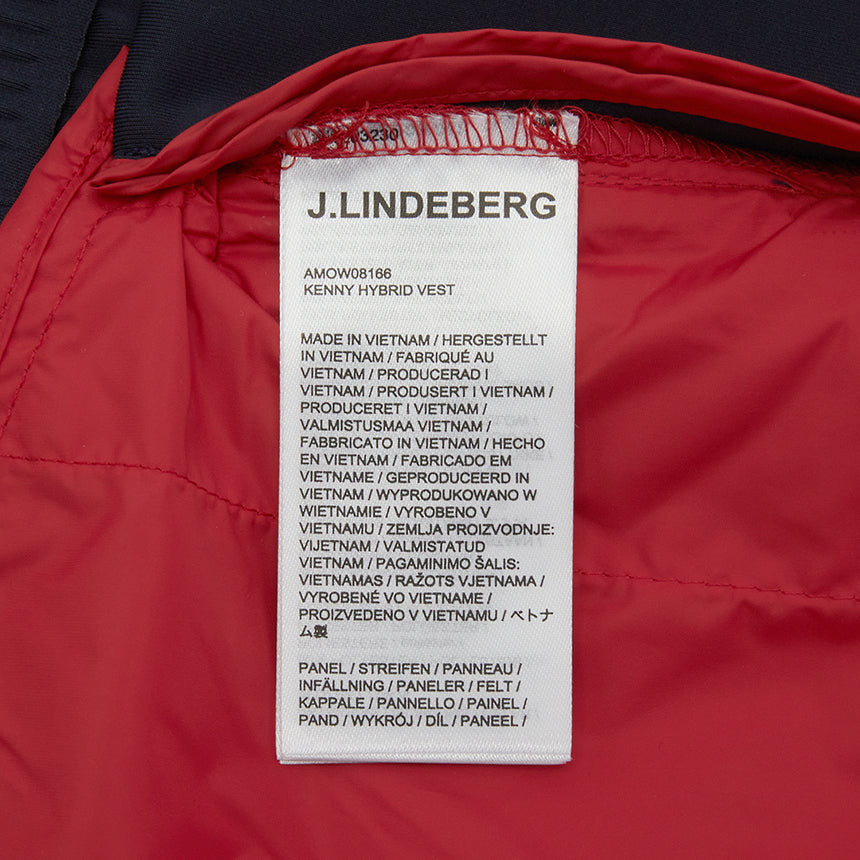 3230
J.LINDEBERG
AMOW08166
KENNY HYBRID VEST
MADE IN VIETNAM / HERGESTELLT
IN VIETNAM / FABRIQUÉ AU
VIETNAM / PRODUCERAD I
VIETNAM / PRODUSERT I VIETNAM /
PRODUCERET I VIETNAM /
VALMISTUSMAA VIETNAM /
FABBRICATO IN VIETNAM / HECHO
EN VIETNAM / FABRICADO EM
VIETNAME / GEPRODUCEERD IN
VIETNAM / WYPRODUKOWANO W
WIETNAMIE / VYROBENO V
VIETNAMU / ZEMLJA PROIZVODNJE:
VIJETNAM / VALMISTATUD
VIETNAM / PAGAMINIMO ŠALIS:
VIETNAMAS / RAŽOTS VJETNAMA /
VYROBENÉ VO VIETNAME /
PROIZVEDENO V VIETNAMU / ベトナ
ム製
PANEL / STREIFEN / PANNEAU /
INFÄLLNING / PANELER / FELT /
KAPPALE / PANNELLO / PAINEL /
PAND / WYKRÓJ / DÍL / PANEEL /